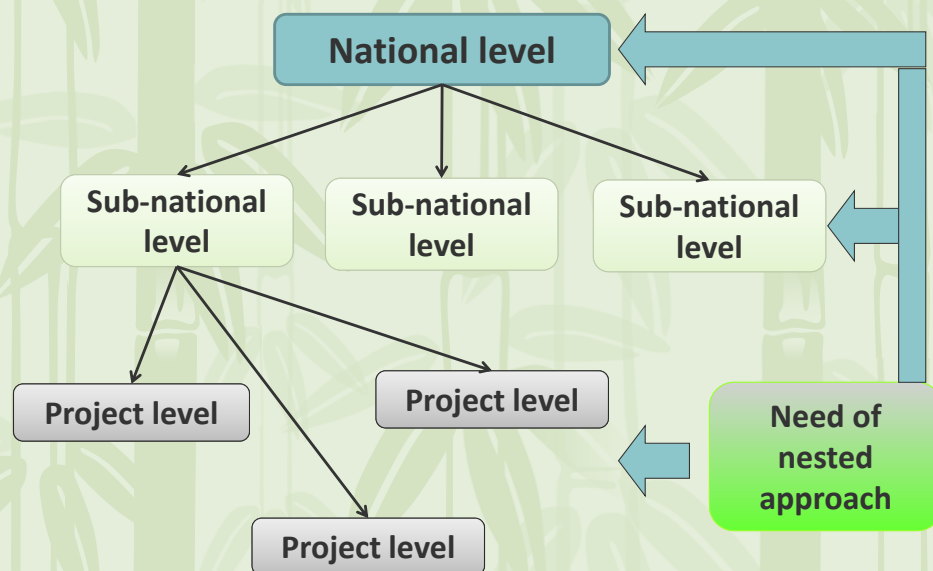 National level
Sub-national
level
Sub-national
level
Sub-national
level
Project level
Project level
Project level
Need of
nested
approach